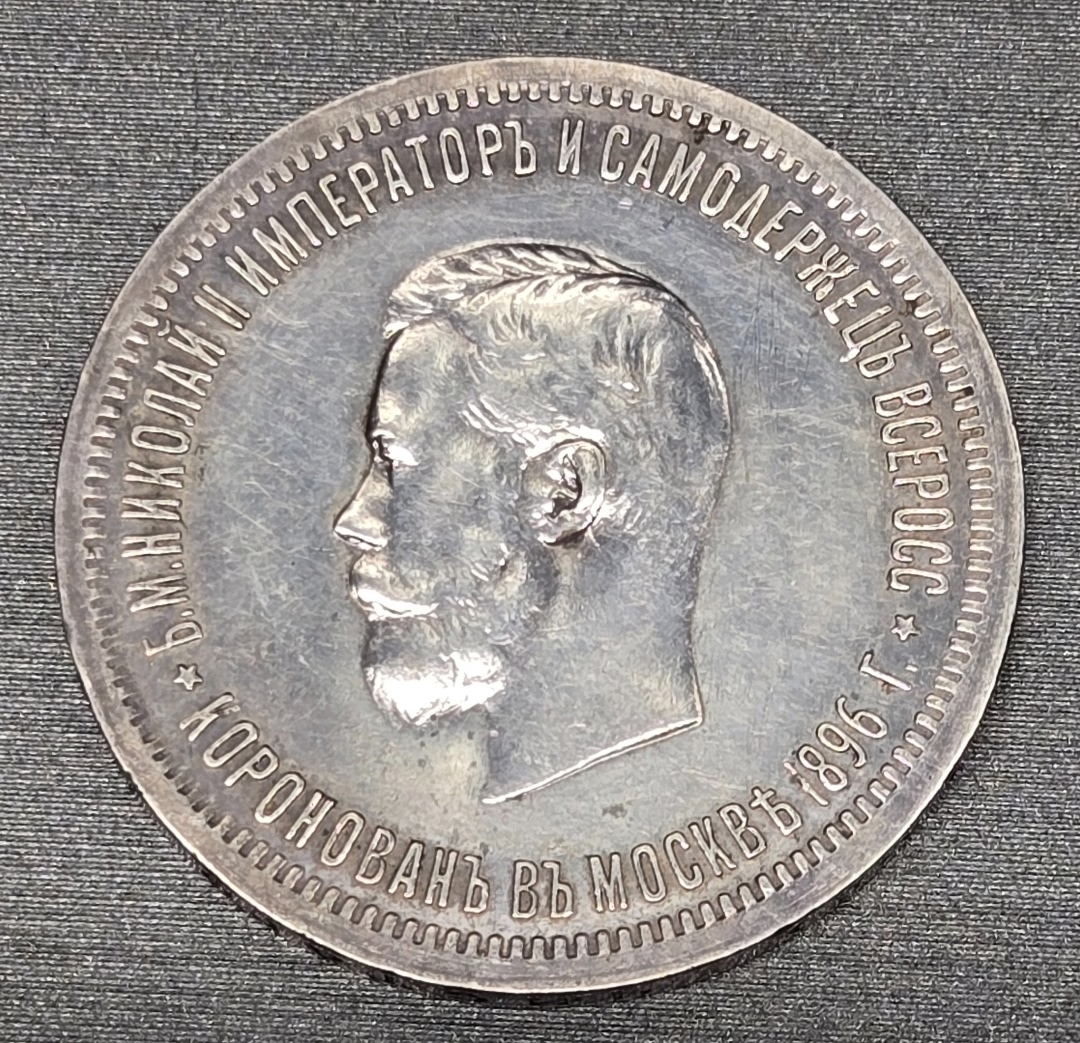 Б.М.НИКОЛАЙ II ИМПЕРАТОРЪ И САМОДЕРЖЕЦЪ ВСЕРОСС
★ КОРОНОВАНЪ ВЪ МОСКВѢ 1896 Г. ★